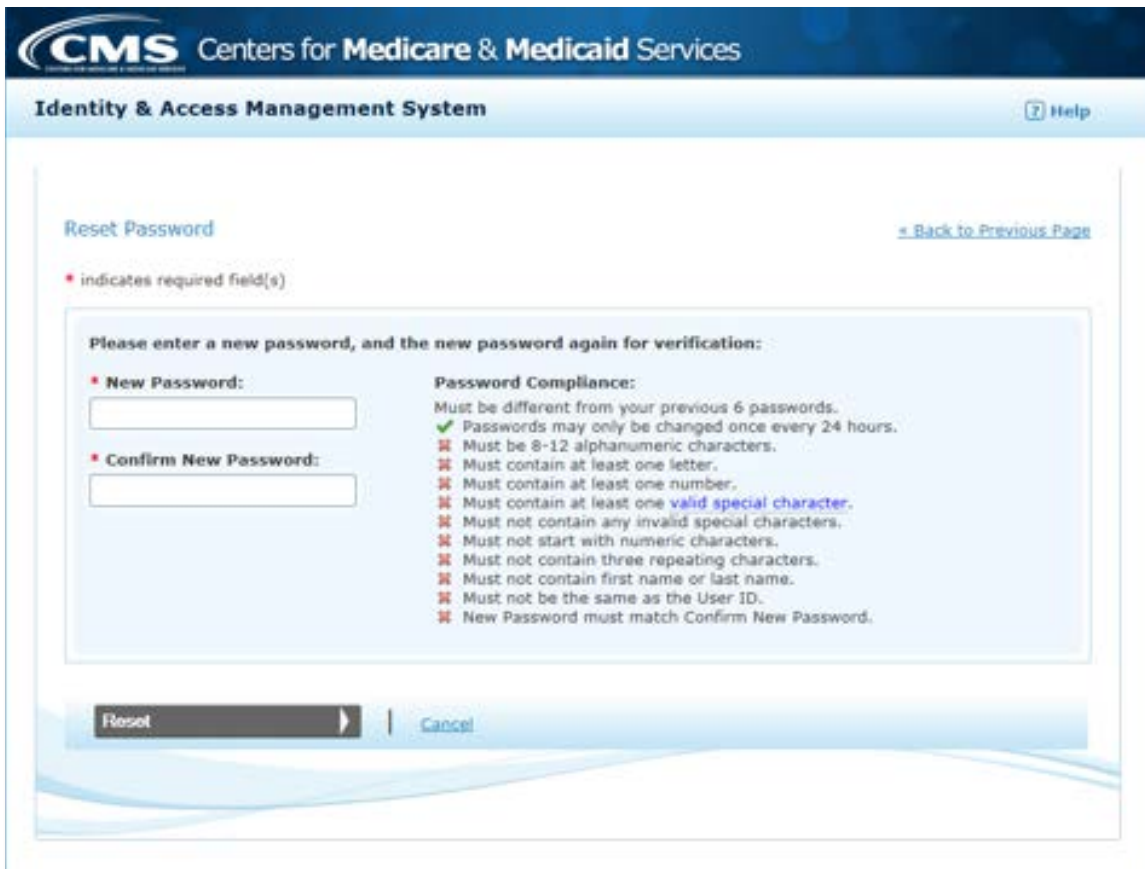 CMS Centers for Medicare & Medicaid Services
CENTERS FOR MEDICARE & MEDICAID SERVICES
Identity & Access Management System
? Help
Reset Password
« Back to Previous Page
* indicates required field(s)
Please enter a new password, and the new password again for verification:
* New Password:
* Confirm New Password:
Password Compliance:
Must be different from your previous 6 passwords.
Passwords may only be changed once every 24 hours.
Must be 8-12 alphanumeric characters.
Must contain at least one letter.
Must contain at least one number.
Must contain at least one valid special character.
Must not contain any invalid special characters.
Must not start with numeric characters.
Must not contain three repeating characters.
Must not contain first name or last name.
Must not be the same as the User ID.
New Password must match Confirm New Password.
Reset
Cancel